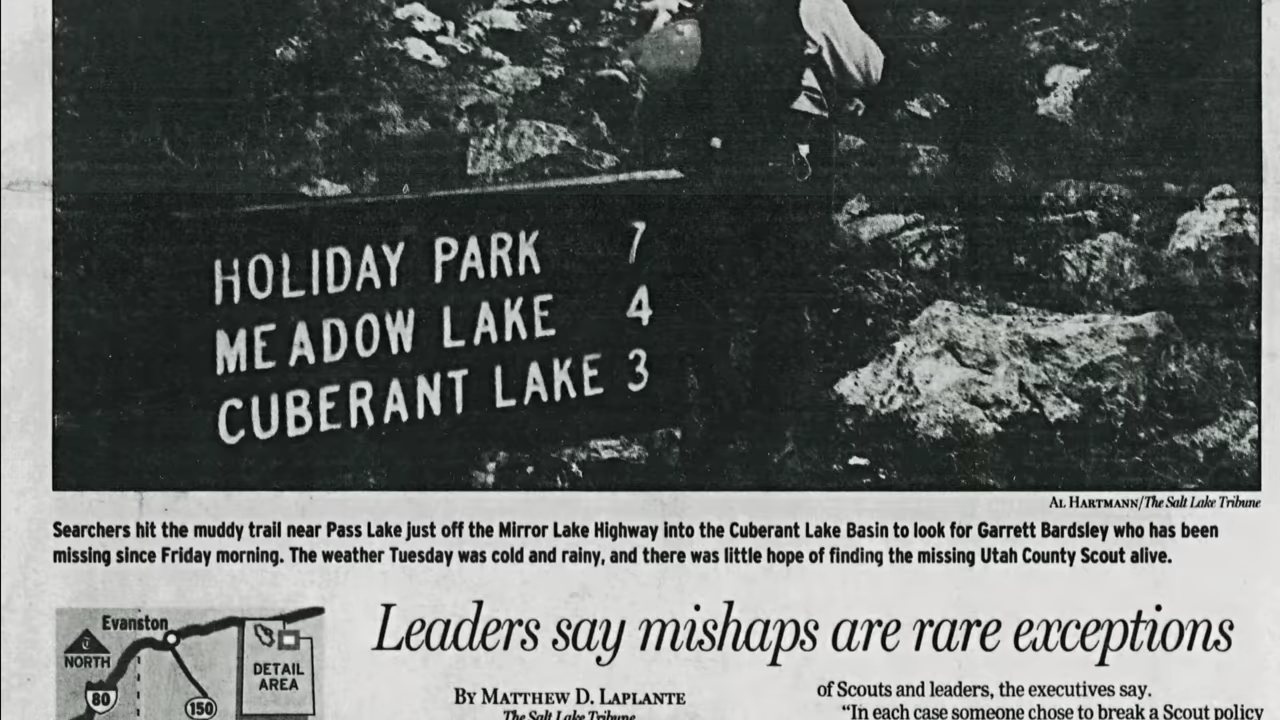 HOLIDAY PARK 7
MEADOW LAKE 4
CUBERANT LAKE 3
AL HARTMANN/The Salt Lake Tribune
Searchers hit the muddy trail near Pass Lake just off the Mirror Lake Highway into the Cuberant Lake Basin to look for Garrett Bardsley who has been
missing since Friday morning. The weather Tuesday was cold and rainy, and there was little hope of finding the missing Utah County Scout alive.
Evanston
NORTH
DETAIL
AREA
80
150
Leaders say mishaps are rare exceptions
BY MATTHEW D. LAPLANTE
The Salt Lake Tribune
of Scouts and leaders, the executives say.
“In each case someone chose to break a Scout policy